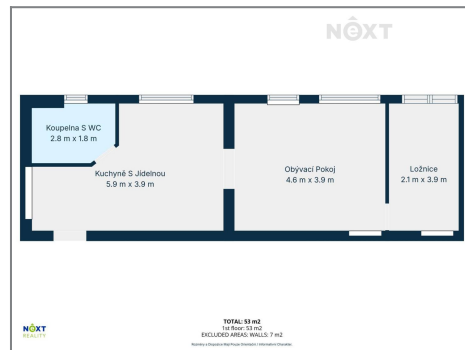 NEXT
Koupelna S WC
2.8 m x 1.8 m
Kuchyně S Jídelnou
5.9 m x 3.9 m
Obývací Pokoj
4.6 m x 3.9 m
Ložnice
2.1 m x 3.9 m
NEXT
REALITY
TOTAL: 53 m2
1st floor: 53 m2
EXCLUDED AREAS: WALLS: 7 m2